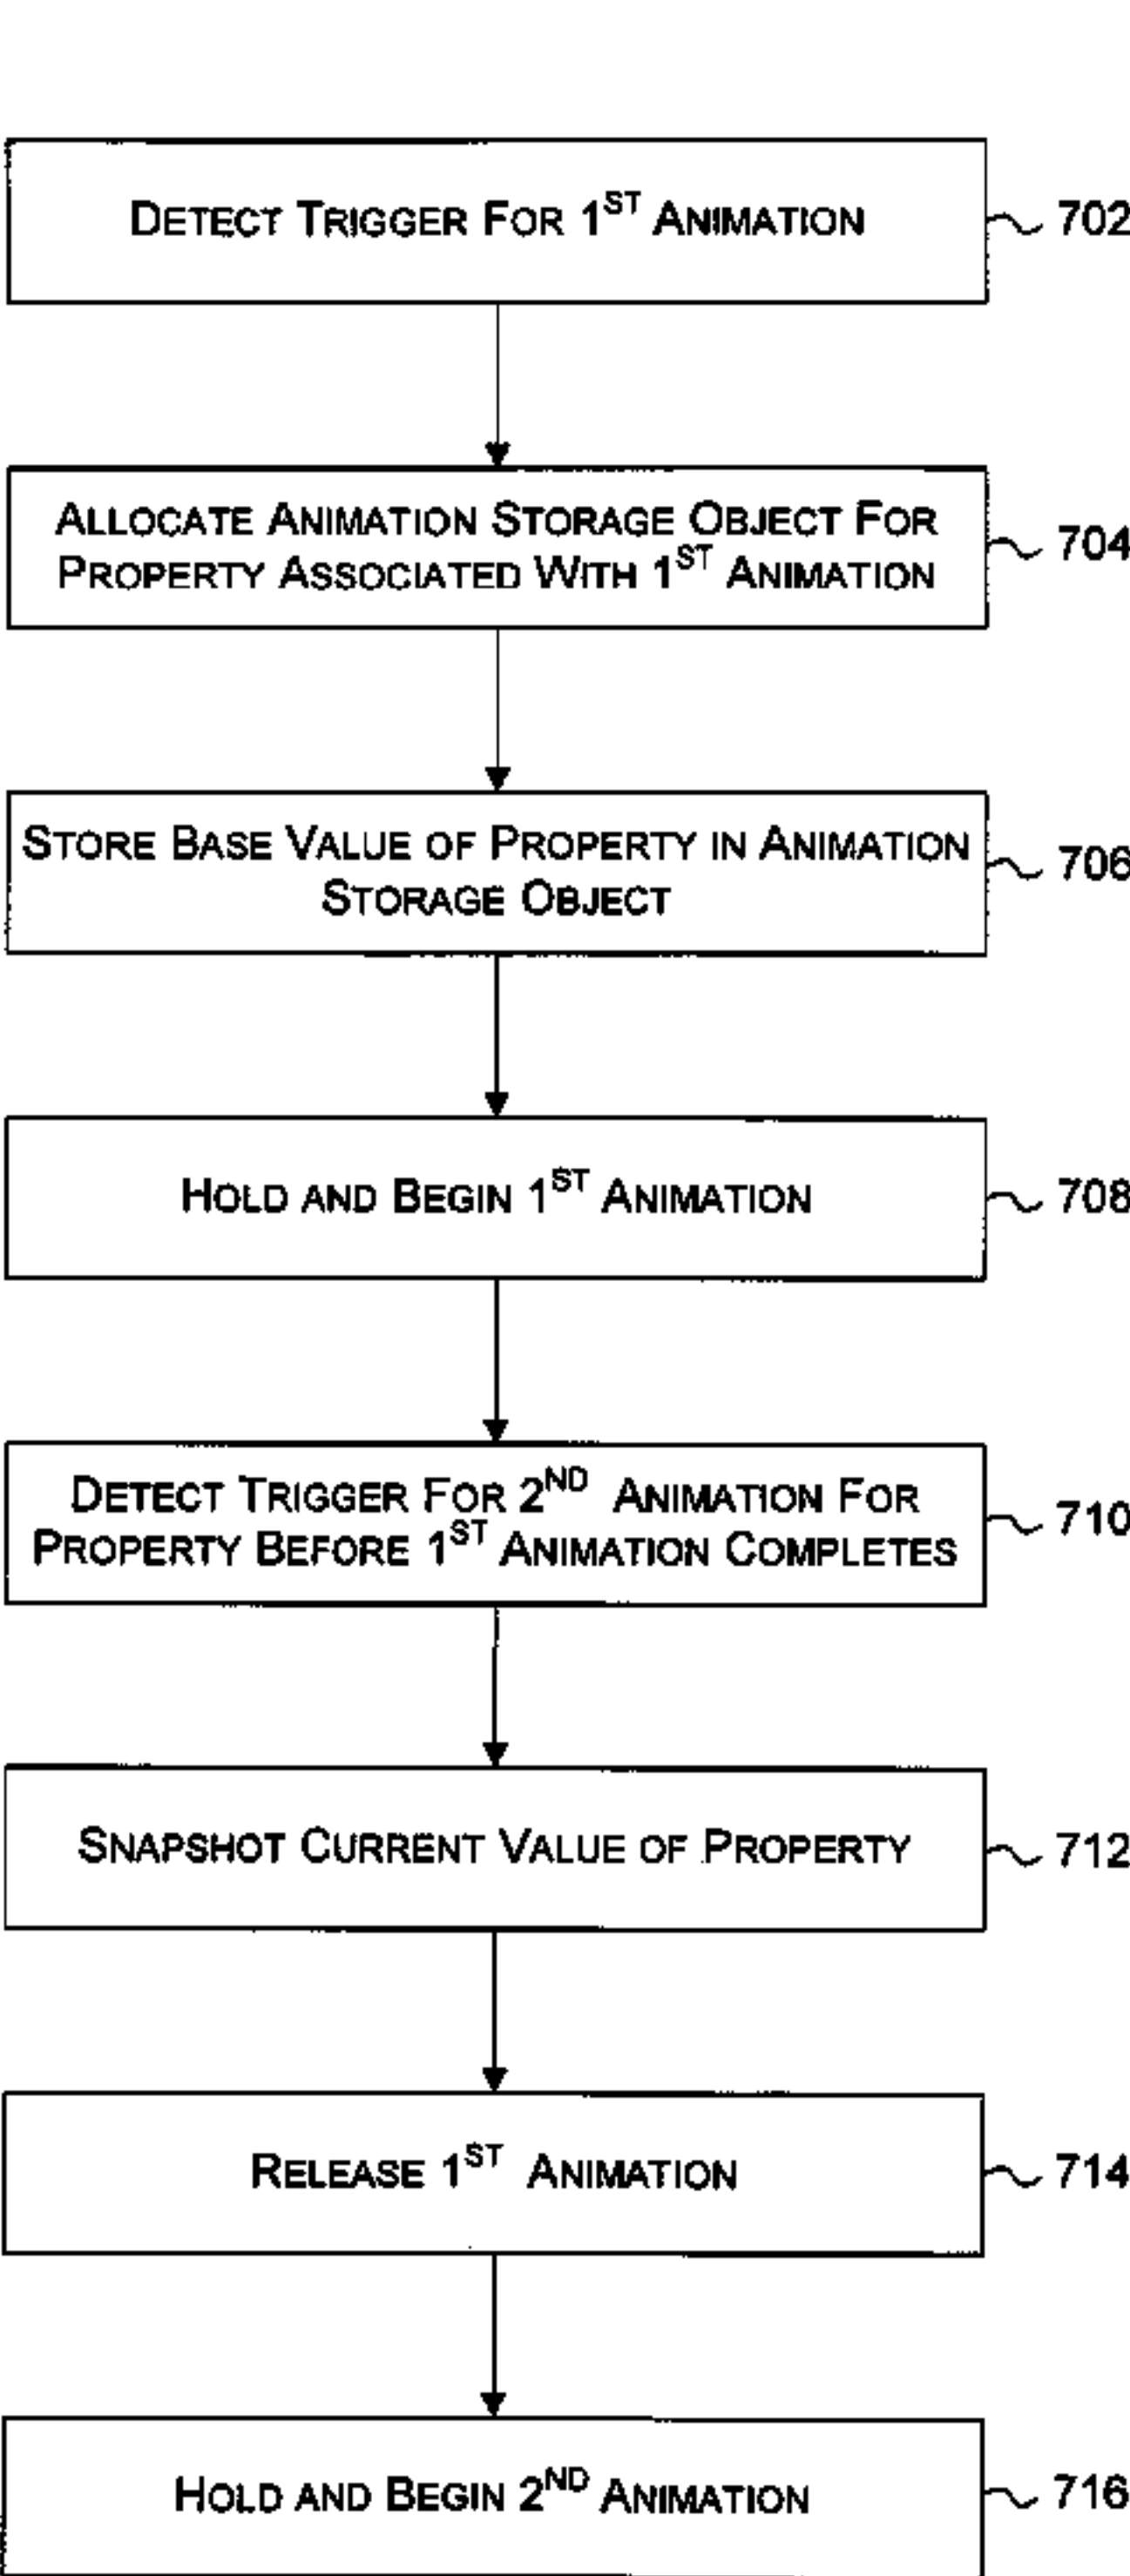 DETECT TRIGGER FOR 1ST ANIMATION
702
ALLOCATE ANIMATION STORAGE OBJECT FOR
PROPERTY ASSOCIATED WITH 1ST ANIMATION
704
STORE BASE VALUE OF PROPERTY IN ANIMATION
STORAGE OBJECT
706
HOLD AND BEGIN 1ST ANIMATION
708
DETECT TRIGGER FOR 2ND ANIMATION FOR
PROPERTY BEFORE 1ST ANIMATION COMPLETES
710
SNAPSHOT CURRENT VALUE OF PROPERTY
712
RELEASE 1ST ANIMATION
714
HOLD AND BEGIN 2ND ANIMATION
716